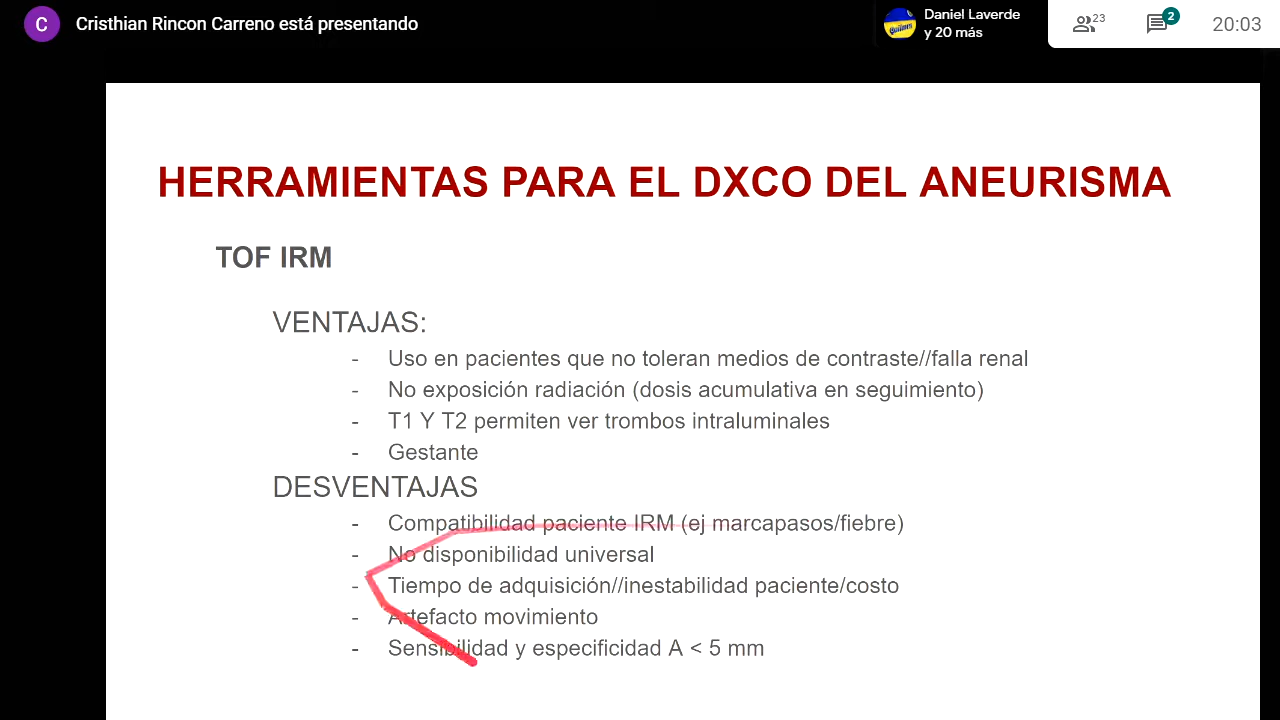 C
Cristhian Rincon Carreno está presentando
Daniel Laverde
y 20 más
23
2
20:03
HERRAMIENTAS PARA EL DXCO DEL ANEURISMA
TOF IRM
VENTAJAS:
- Uso en pacientes que no toleran medios de contraste//falla renal
- No exposición radiación (dosis acumulativa en seguimiento)
- T1 Y T2 permiten ver trombos intraluminales
- Gestante
DESVENTAJAS
- Compatibilidad paciente IRM (ej marcapasos/fiebre)
- No disponibilidad universal
- Tiempo de adquisición//inestabilidad paciente/costo
- Artefacto movimiento
- Sensibilidad y especificidad A < 5 mm